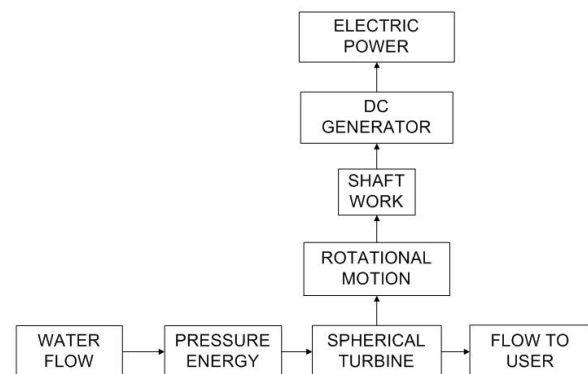 ELECTRIC
POWER
DC
GENERATOR
SHAFT
WORK
ROTATIONAL
MOTION
WATER
FLOW
PRESSURE
ENERGY
SPHERICAL
TURBINE
FLOW TO
USER